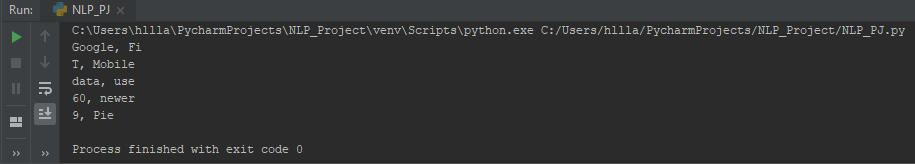 Run: NLP_PJ ×
C:\Users\hllla\PycharmProjects\NLP_Project\venv\Scripts\python.exe C:/Users/hllla/PycharmProjects/NLP_Project/NLP_PJ.py
Google, Fi
T, Mobile
data, use
60, newer
9, Pie
Process finished with exit code 0